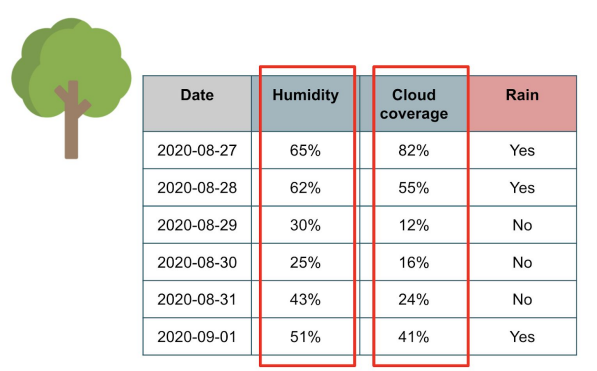 Date Humidity Cloud coverage Rain
2020-08-27 65% 82% Yes
2020-08-28 62% 55% Yes
2020-08-29 30% 12% No
2020-08-30 25% 16% No
2020-08-31 43% 24% No
2020-09-01 51% 41% Yes